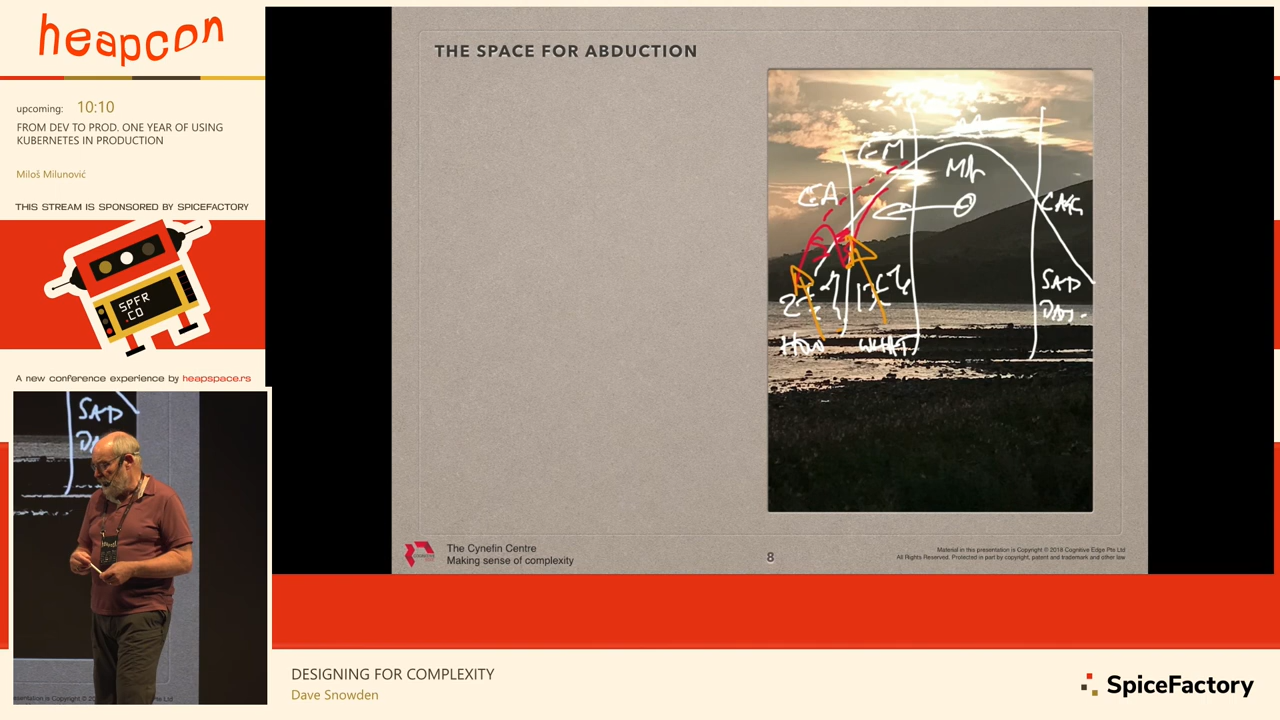 heapcon
upcoming: 10:10
FROM DEV TO PROD. ONE YEAR OF USING
KUBERNETES IN PRODUCTION
Miloš Milunović
THIS STREAM IS SPONSORED BY SPICEFACTORY
SPFR
.CO
A new conference experience by heapspace.rs
SAD
THE SPACE FOR ABDUCTION
SAD
HOW WHAT
The Cynefin Centre
Making sense of complexity
8
Material in this presentation is Copyright © 2018 Cognitive Edge Pte Ltd
All Rights Reserved. Protected in part by copyright, patent and trademark and other law
DESIGNING FOR COMPLEXITY
Dave Snowden
SpiceFactory